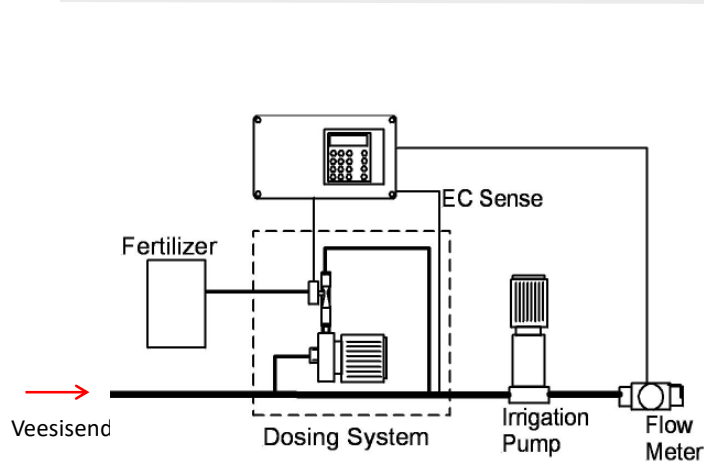 EC Sense
Fertilizer
Veesisend
Dosing System
Irrigation
Pump
Flow
Meter